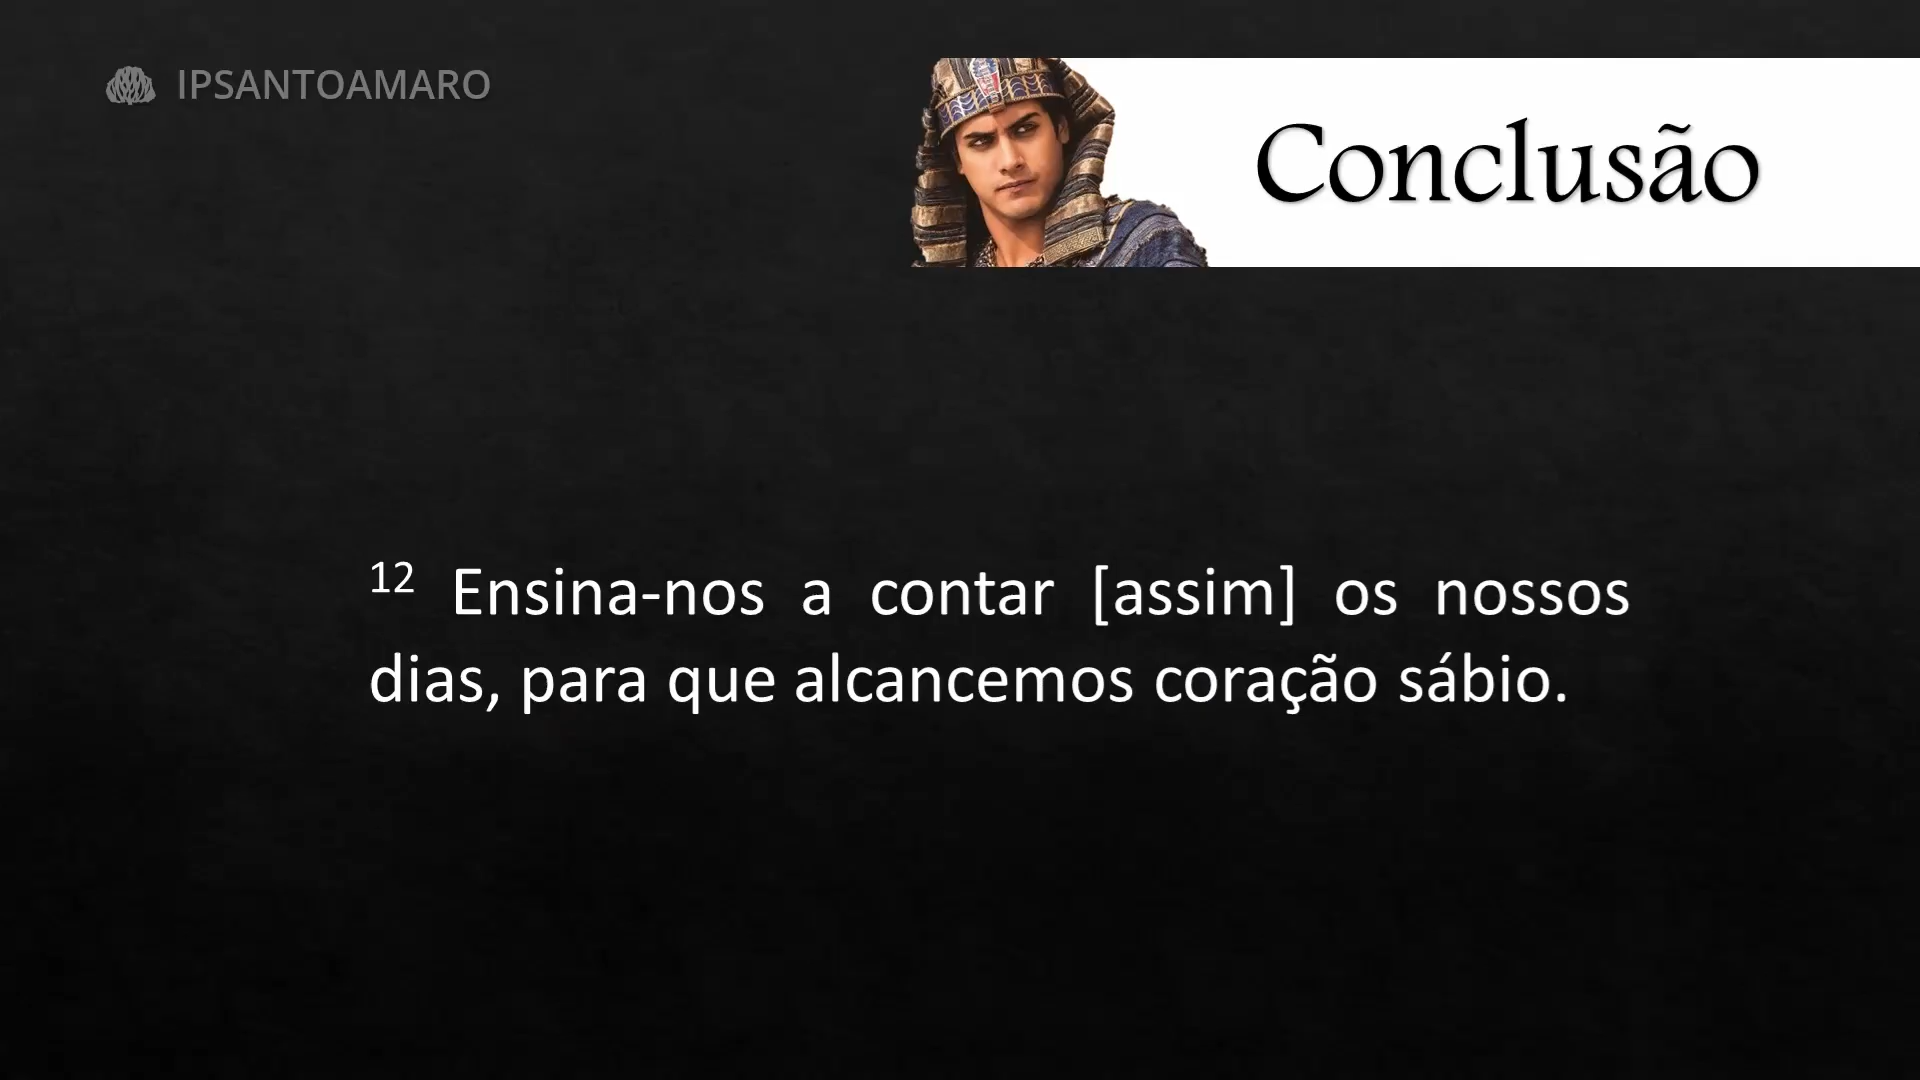 IPSANTOAMARO
Conclusão
12 Ensina-nos a contar [assim] os nossos
dias, para que alcancemos coração sábio.